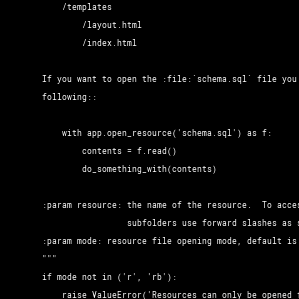 /templates
/layout.html
/index.html
If you want to open the :file:`schema.sql` file you
following::
with app.open_resource('schema.sql') as f:
contents = f.read()
do_something_with(contents)
:param resource: the name of the resource.  To acces
subfolders use forward slashes as s
:param mode: resource file opening mode, default is
"""
if mode not in ('r', 'rb'):
raise ValueError('Resources can only be opened f